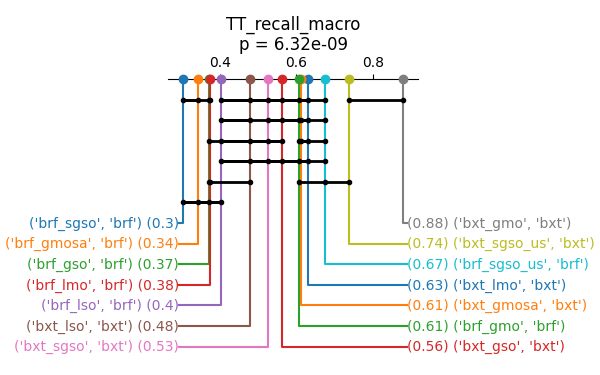 TT_recall_macro
p = 6.32e-09
0.4 0.6 0.8
('brf_sgso', 'brf') (0.3)
('brf_gmosa', 'brf') (0.34)
('brf_gso', 'brf') (0.37)
('brf_lmo', 'brf') (0.38)
('brf_lso', 'brf') (0.4)
('bxt_lso', 'bxt') (0.48)
('bxt_sgso', 'bxt') (0.53)
(0.88) ('bxt_gmo', 'bxt')
(0.74) ('bxt_sgso_us', 'bxt')
(0.67) ('brf_sgso_us', 'brf')
(0.63) ('bxt_lmo', 'bxt')
(0.61) ('bxt_gmosa', 'bxt')
(0.61) ('brf_gmo', 'brf')
(0.56) ('bxt_gso', 'bxt')